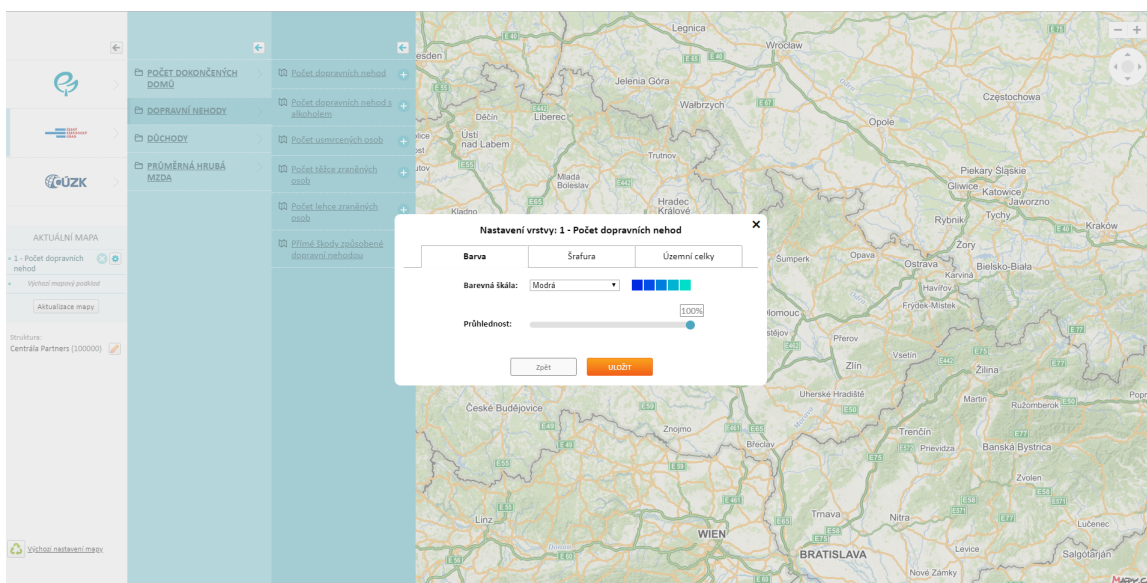 POČET DOKONČENÝCH
DOMŮ
DOPRAVNÍ NEHODY
DŮCHODY
PRŮMĚRNÁ HRUBÁ
MZDA
Počet dopravních nehod
Počet dopravních nehod s
alkoholem
Počet usmrcených osob
Počet těžce zraněných
osob
Počet lehce zraněných
osob
Přímé škody způsobené
dopravní nehodou
ČÚZK
AKTUÁLNÍ MAPA
1 - Počet dopravních
nehod
Výchozí mapový podklad
Aktualizace mapy
Struktura:
Centrála Partners (100000)
Výchozí nastavení mapy
Nastavení vrstvy: 1 - Počet dopravních nehod
Barva
Šrafura
Územní celky
Barevná škála:
Modrá
100%
Průhlednost:
Zpět
ULOŽIT
Legnica
Wrocław
Jelenia Góra
Wałbrzych
Częstochowa
Opole
Děčín
Liberec
Ústí
nad Labem
Trutnov
Mladá
Boleslav
Hradec
Králové
Kladno
Piekary Śląskie
Gliwice
Katowice
Jaworzno
Rybnik
Tychy
Kraków
Żory
Šumperk
Opava
Ostrava
Karviná
Bielsko-Biała
Havířov
Frýdek-Místek
Přerov
Vsetín
Zlín
Žilina
Uherské Hradiště
Martin
Ružomberok
České Budějovice
Znojmo
Břeclav
Trenčín
Prievidza
Banská Bystrica
Zvolen
Linz
WIEN
Trnava
Nitra
Lučenec
BRATISLAVA
Levice
Salgótarján
Nové Zámky